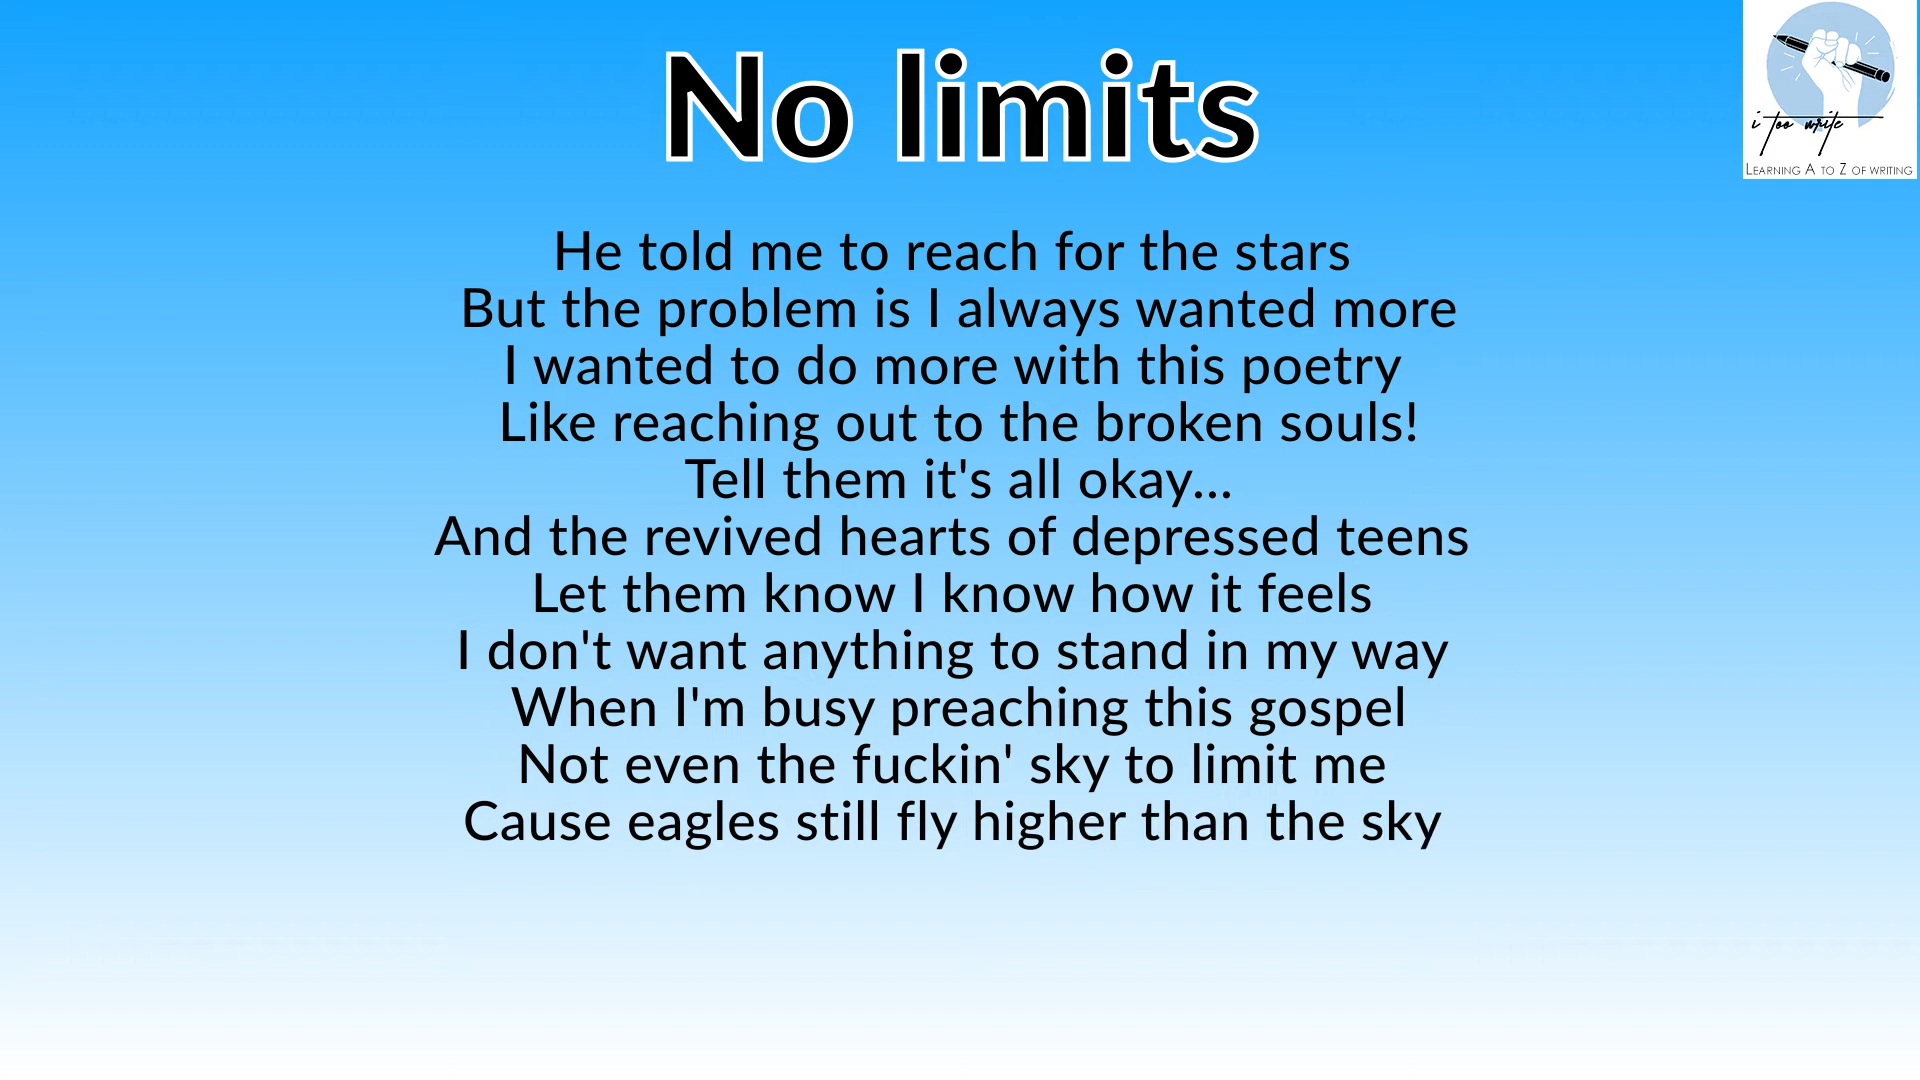 No limits
i too write
LEARNING A TO Z OF WRITING
He told me to reach for the stars
But the problem is I always wanted more
I wanted to do more with this poetry
Like reaching out to the broken souls!
Tell them it's all okay...
And the revived hearts of depressed teens
Let them know I know how it feels
I don't want anything to stand in my way
When I'm busy preaching this gospel
Not even the fuckin' sky to limit me
Cause eagles still fly higher than the sky